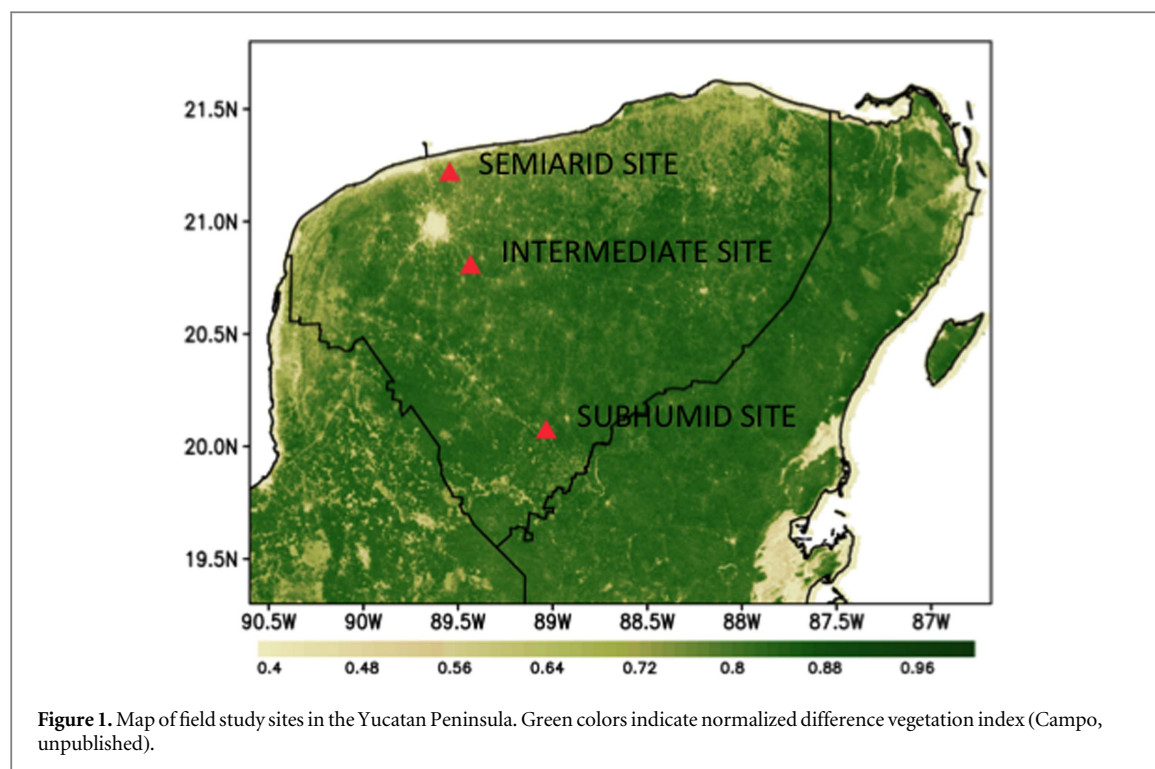 21.5N
SEMIARID SITE
21.0N
INTERMEDIATE SITE
20.5N
SUBHUMID SITE
20.0N
19.5N
90.5W 90W 89.5W 89W 88.5W 88W 87.5W 87W
0.4 0.48 0.56 0.64 0.72 0.8 0.88 0.96
Figure 1. Map of field study sites in the Yucatan Peninsula. Green colors indicate normalized difference vegetation index (Campo,
unpublished).